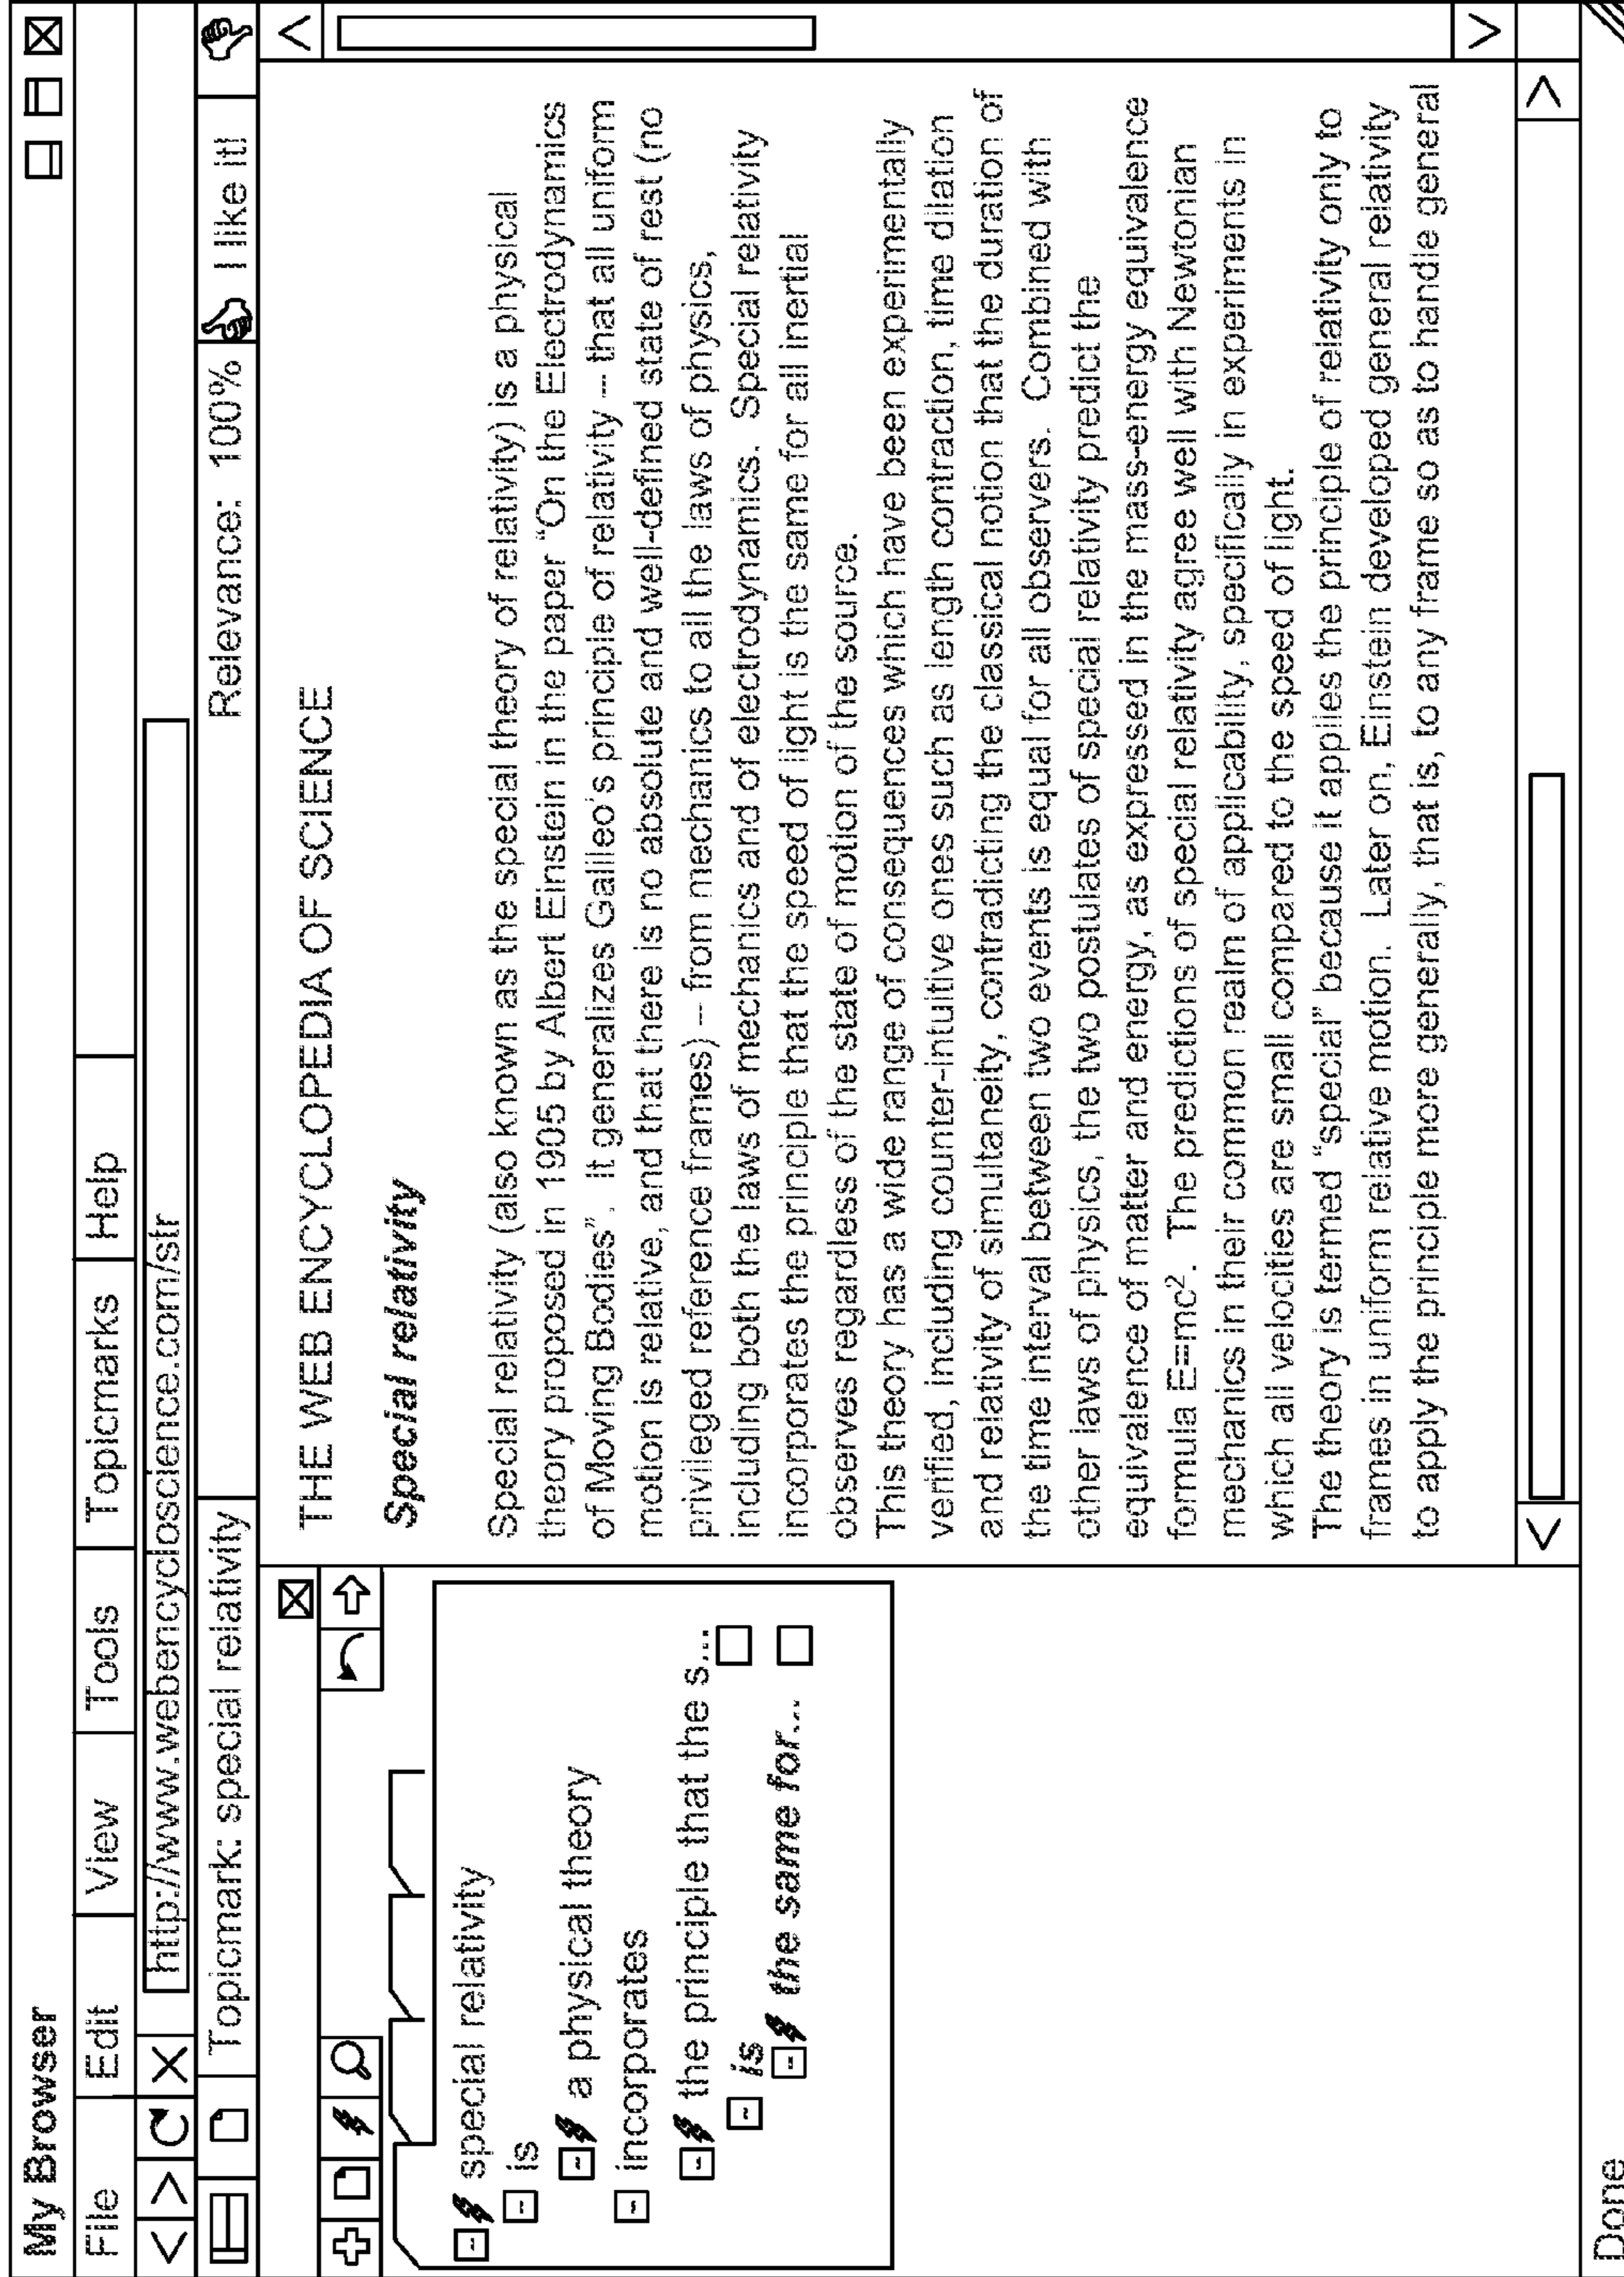 My Browser
File Edit View Tools Topicmarks Help
http://www.webencycloscience.com/str
Topicmark: special relativity Relevance: 100% I like it!
special relativity
is
a physical theory
incorporates
the principle that the s...
is
the same for...
THE WEB ENCYCLOPEDIA OF SCIENCE
Special relativity
Special relativity (also known as the special theory of relativity) is a physical
theory proposed in 1905 by Albert Einstein in the paper "On the Electrodynamics
of Moving Bodies". It generalizes Galileo's principle of relativity -- that all uniform
motion is relative, and that there is no absolute and well-defined state of rest (no
privileged reference frames) -- from mechanics to all the laws of physics,
including both the laws of mechanics and of electrodynamics. Special relativity
incorporates the principle that the speed of light is the same for all inertial
observes regardless of the state of motion of the source.
This theory has a wide range of consequences which have been experimentally
verified, including counter-intuitive ones such as length contraction, time dilation
and relativity of simultaneity, contradicting the classical notion that the duration of
the time interval between two events is equal for all observers. Combined with
other laws of physics, the two postulates of special relativity predict the
equivalence of matter and energy, as expressed in the mass-energy equivalence
formula E=mc². The predictions of special relativity agree well with Newtonian
mechanics in their common realm of applicability, specifically in experiments in
which all velocities are small compared to the speed of light.
The theory is termed "special" because it applies the principle of relativity only to
frames in uniform relative motion. Later on, Einstein developed general relativity
to apply the principle more generally, that is, to any frame so as to handle general
Done